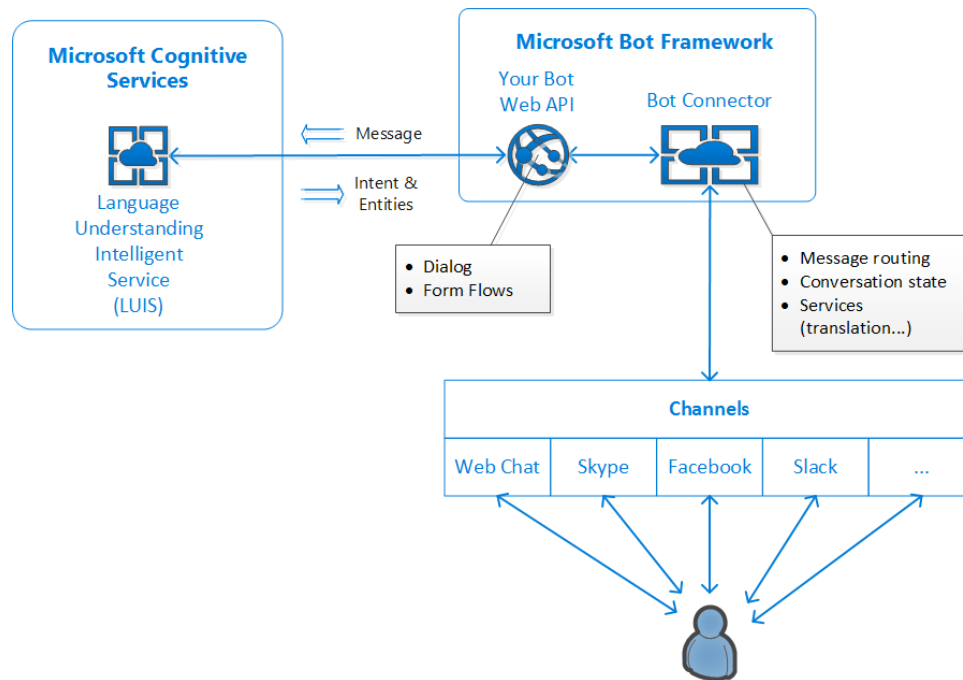 Microsoft Cognitive
Services
Language
Understanding
Intelligent
Service
(LUIS)
Message
Intent &
Entities
Microsoft Bot Framework
Your Bot
Web API
Bot Connector
• Dialog
• Form Flows
• Message routing
• Conversation state
• Services
(translation...)
Channels
Web Chat
Skype
Facebook
Slack
...